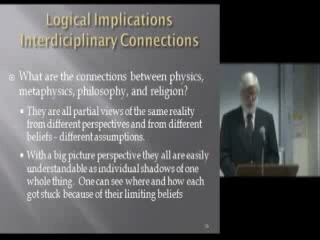 Logical Implications
Interdiciplinary Connections
What are the connections between physics,
metaphysics, philosophy, and religion?
They are all partial views of the same reality
from different perspectives and from different
beliefs - different assumptions.
With a big picture perspective they all are easily
understandable as individual shadows of one
whole thing. One can see where and how each
got stuck because of their limiting beliefs